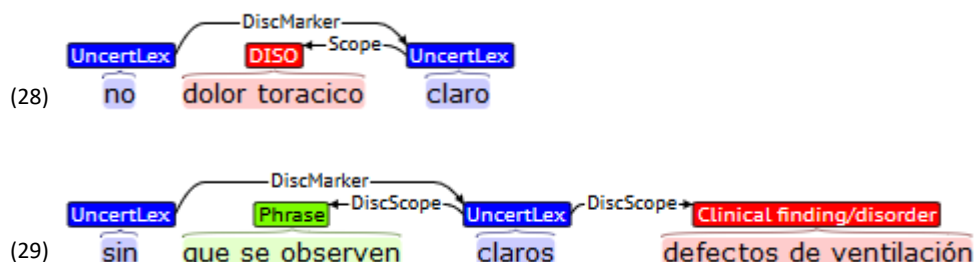 DiscMarker
UncertLex DISO Scope UncertLex
(28) no dolor toracico claro
DiscMarker
UncertLex Phrase DiscScope UncertLex DiscScope Clinical finding/disorder
(29) sin que se observen claros defectos de ventilación